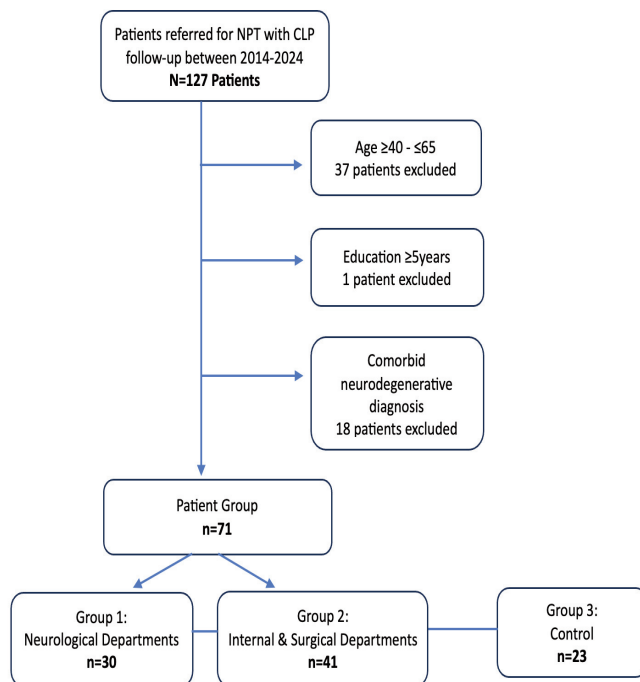 Patients referred for NPT with CLP
follow-up between 2014-2024
N=127 Patients
Age ≥40 - ≤65
37 patients excluded
Education ≥5years
1 patient excluded
Comorbid
neurodegenerative
diagnosis
18 patients excluded
Patient Group
n=71
Group 1:
Neurological Departments
n=30
Group 2:
Internal & Surgical Departments
n=41
Group 3:
Control
n=23